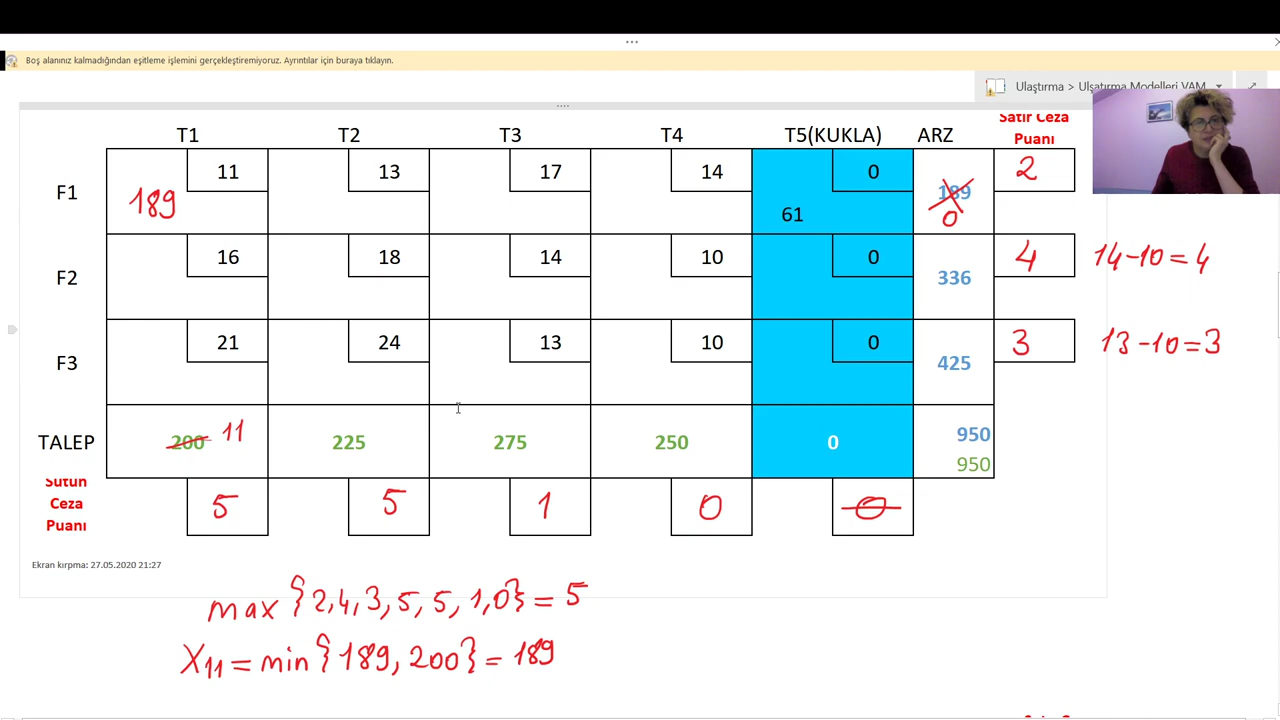 Boş alanınız kalmadığından eşitleme işlemini gerçekleştiremiyoruz. Ayrıntılar için buraya tıklayın.
Ulaştırma > Ulşatırma Modelleri VAM
T1 T2 T3 T4 T5(KUKLA) ARZ Satır Ceza Puanı
F1 189 11 13 17 14 0 61 189 0 2
F2 16 18 14 10 0 336 4 14-10=4
F3 21 24 13 10 0 425 3 13-10=3
TALEP 200 11 225 275 250 0 950
950
Sütun Ceza Puanı 5 5 1 0 0
Ekran kırpma: 27.05.2020 21:27
max {2,4,3,5,5,1,0} = 5
X11 = min {189, 200} = 189